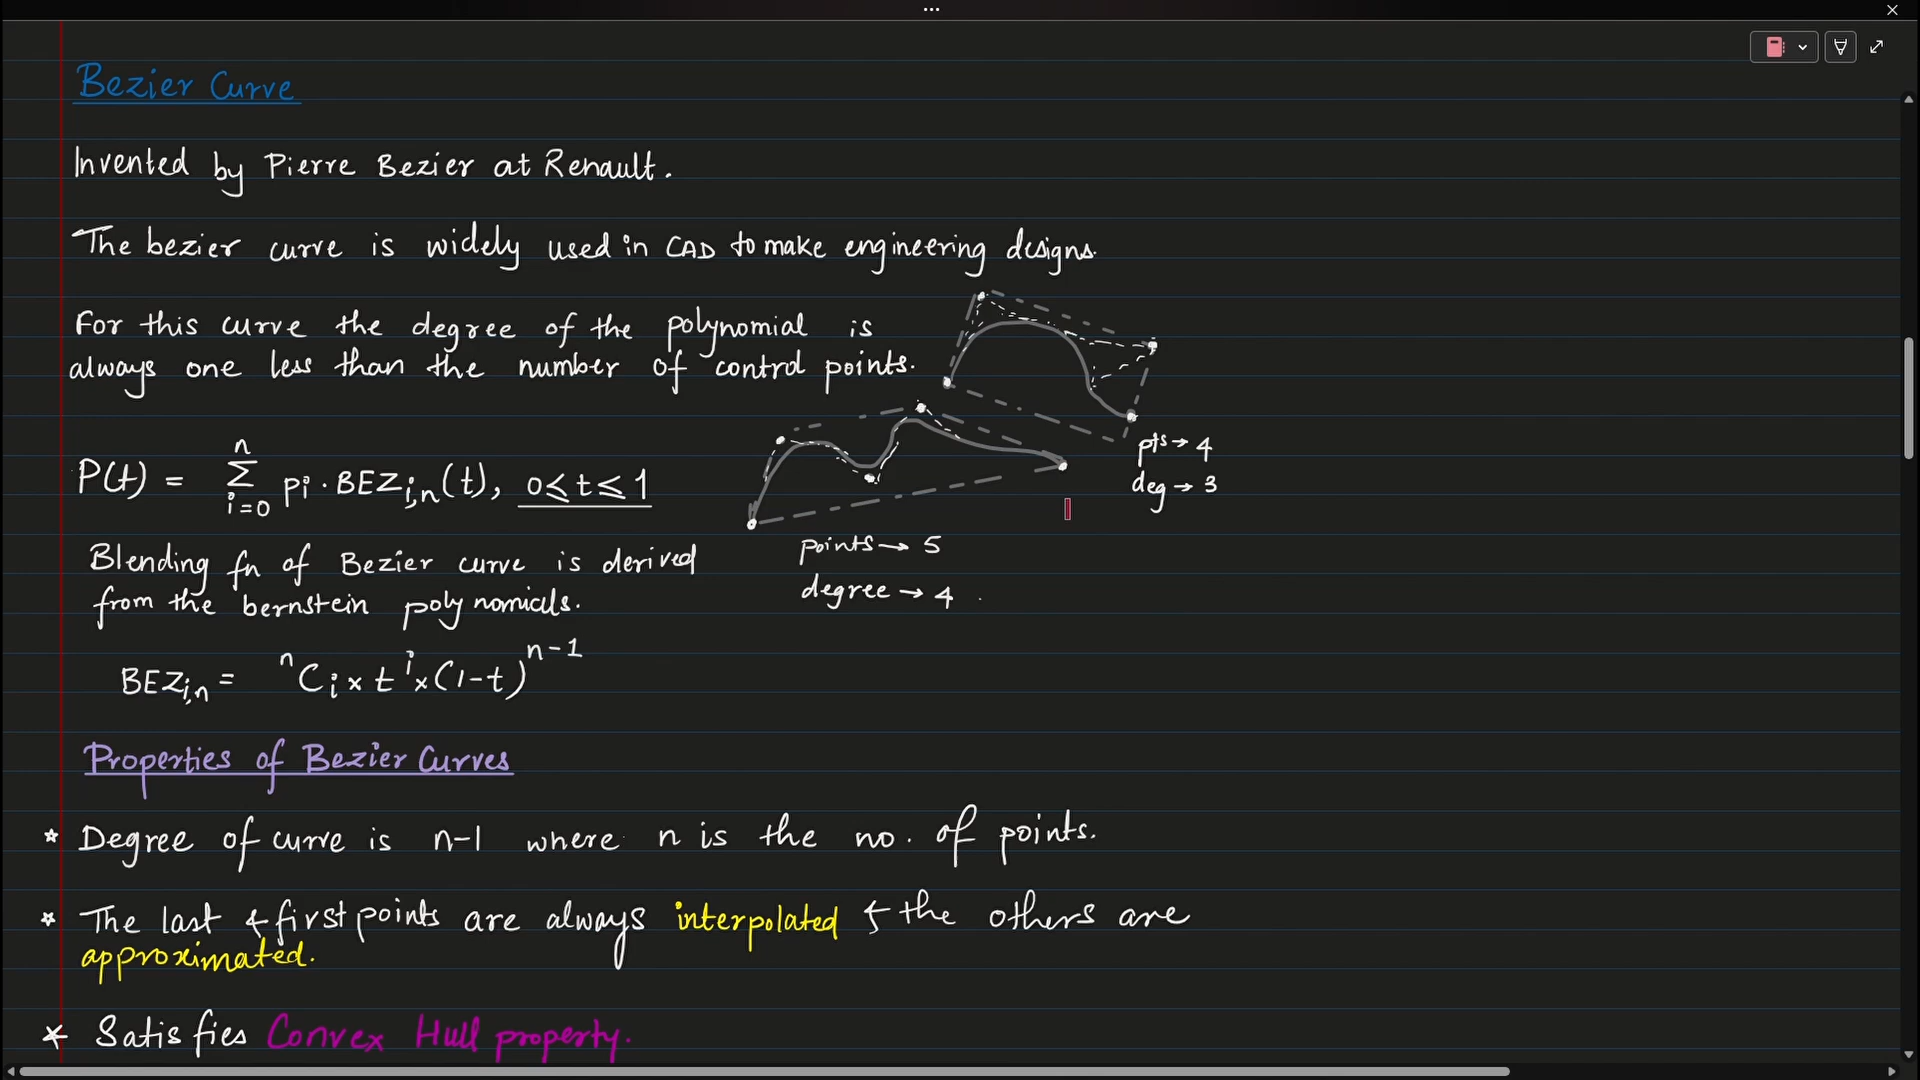 Bezier Curve
Invented by Pierre Bezier at Renault.
The bezier curve is widely used in CAD to make engineering designs.
For this curve the degree of the polynomial is
always one less than the number of control points.
pts → 4
deg → 3
P(t) = n Σ i=0 pi · BEZi,n(t), 0 ≤ t ≤ 1
points → 5
degree → 4
Blending fn of Bezier curve is derived
from the bernstein polynomials.
BEZi,n = ⁿCi × tⁱ × (1-t)ⁿ⁻¹
Properties of Bezier Curves
* Degree of curve is n-1 where n is the no. of points.
* The last & first points are always interpolated & the others are
approximated.
* Satisfies Convex Hull property.